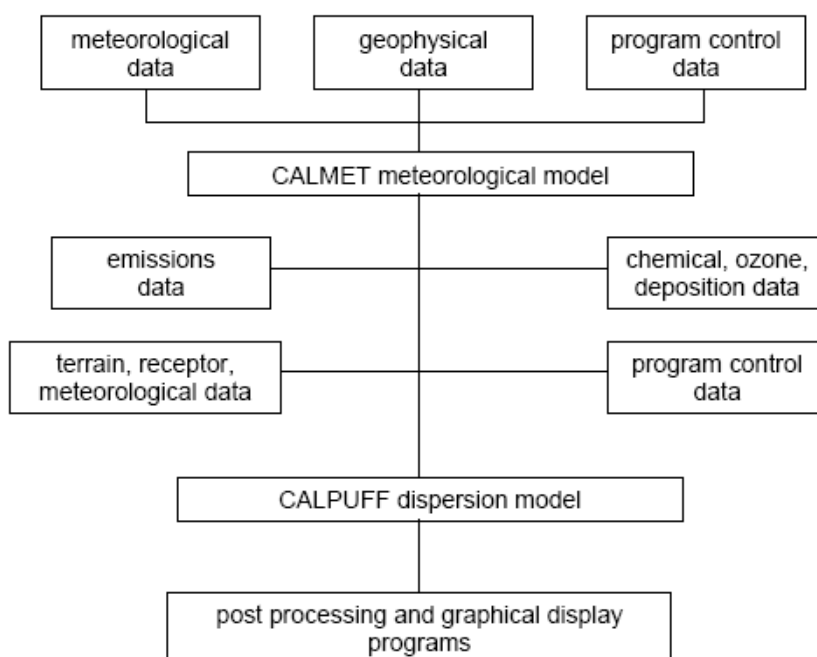 meteorological
data
geophysical
data
program control
data
CALMET meteorological model
emissions
data
chemical, ozone,
deposition data
terrain, receptor,
meteorological data
program control
data
CALPUFF dispersion model
post processing and graphical display
programs